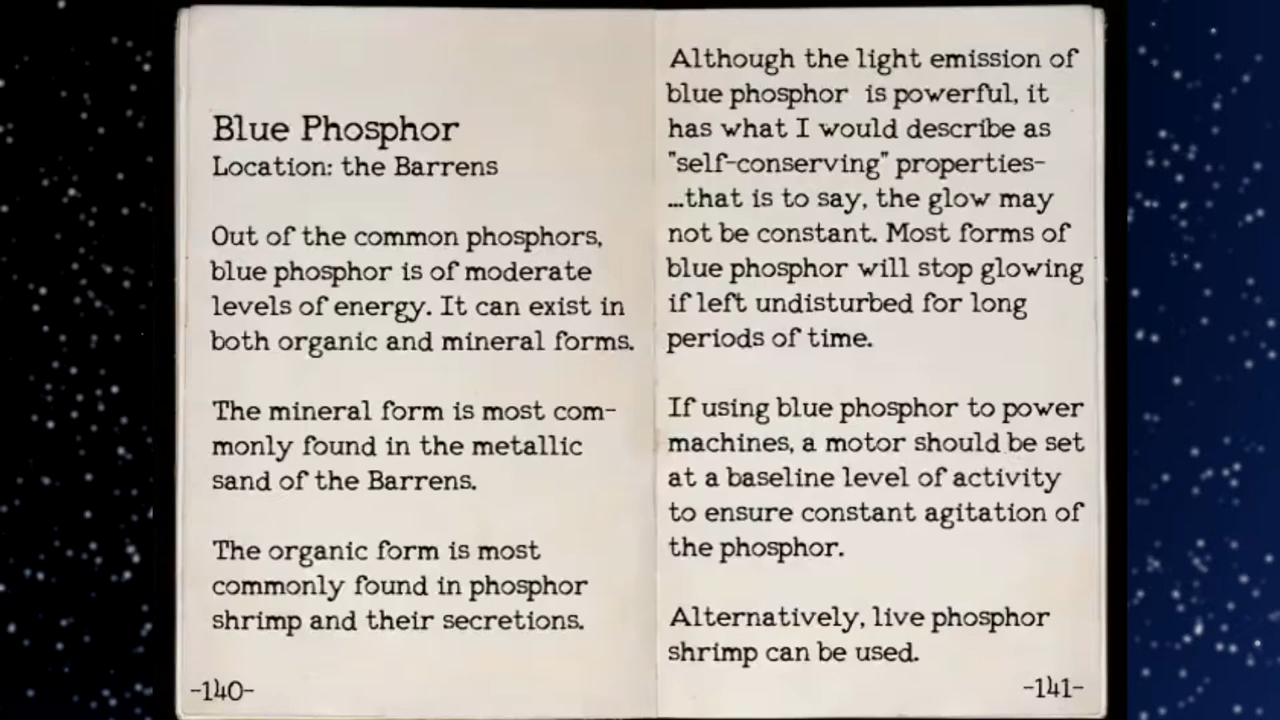 Blue Phosphor
Location: the Barrens
Out of the common phosphors,
blue phosphor is of moderate
levels of energy. It can exist in
both organic and mineral forms.
The mineral form is most com-
monly found in the metallic
sand of the Barrens.
The organic form is most
commonly found in phosphor
shrimp and their secretions.
-140-
Although the light emission of
blue phosphor is powerful, it
has what I would describe as
"self-conserving" properties-
...that is to say, the glow may
not be constant. Most forms of
blue phosphor will stop glowing
if left undisturbed for long
periods of time.
If using blue phosphor to power
machines, a motor should be set
at a baseline level of activity
to ensure constant agitation of
the phosphor.
Alternatively, live phosphor
shrimp can be used.
-141-